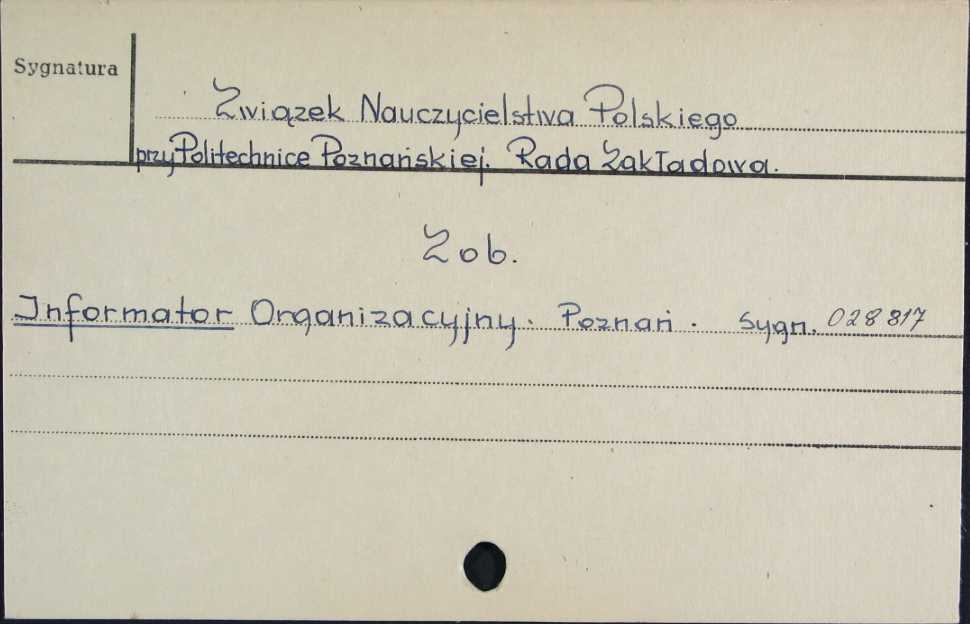 Sygnatura
Związek Nauczycielstwa Polskiego
przy Politechnice Poznańskiej. Rada Zakładowa.
Zob.
Informator Organizacyjny. Poznań. Sygn. 028817